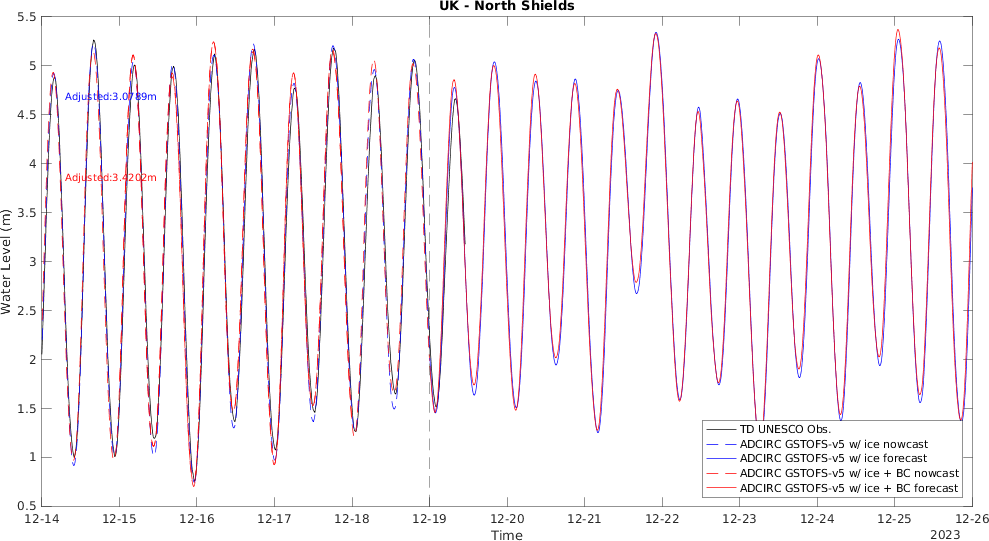 UK - North Shields
5.5
5
4.5
4
3.5
3
2.5
2
1.5
1
0.5
Water Level (m)
Adjusted:3.0789m
Adjusted:3.4202m
TD UNESCO Obs.
ADCIRC GSTOFS-v5 w/ ice nowcast
ADCIRC GSTOFS-v5 w/ ice forecast
ADCIRC GSTOFS-v5 w/ ice + BC nowcast
ADCIRC GSTOFS-v5 w/ ice + BC forecast
12-14 12-15 12-16 12-17 12-18 12-19 12-20 12-21 12-22 12-23 12-24 12-25 12-26
Time
2023